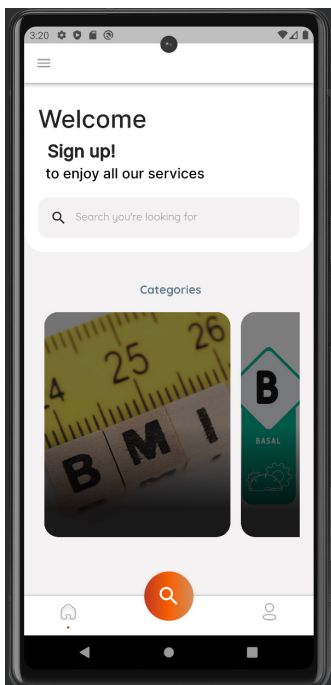 3:20
Welcome
Sign up!
to enjoy all our services
Search you're looking for
Categories
4 25 26
B M I
B
BASAL